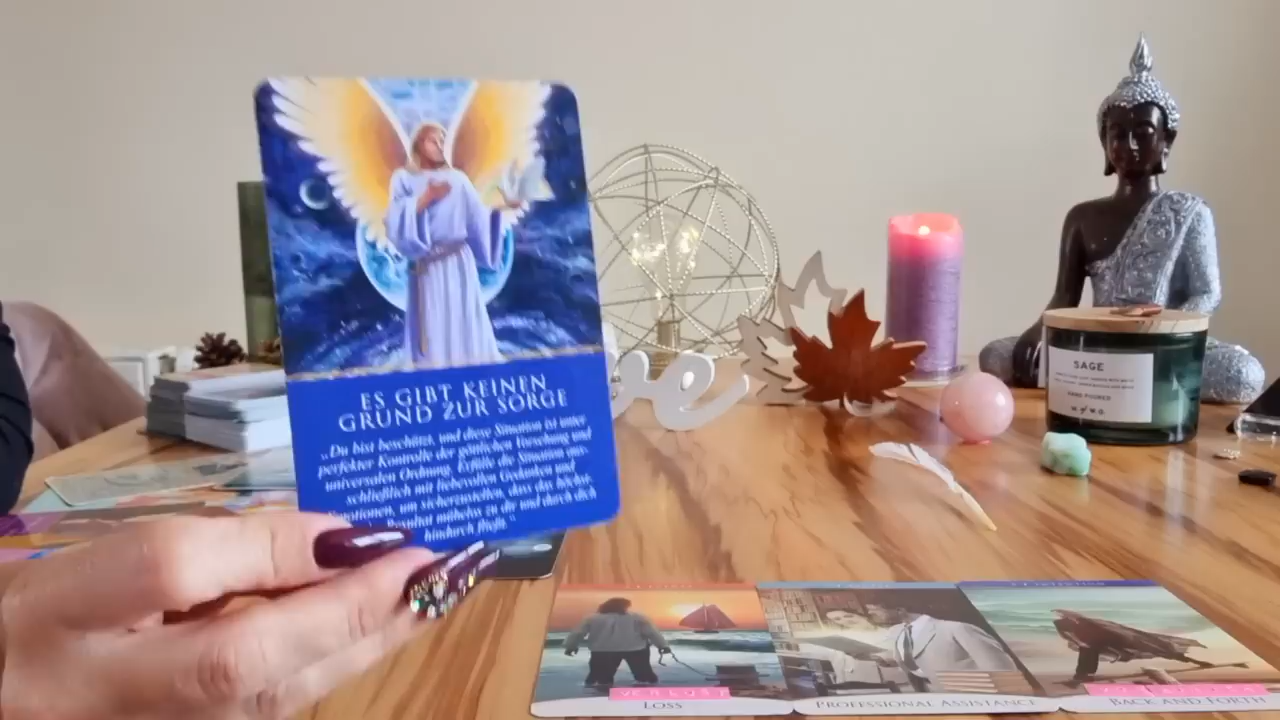 ES GIBT KEINEN
GRUND ZUR SORGE
„Du bist beschützt, und diese Situation ist unter
perfekter Kontrolle der göttlichen Vorsehung und
universalen Ordnung. Erfülle die Situation aus-
schließlich mit liebevollen Gedanken und
um sicherzustellen, dass das höchste
Resultat mühelos zu dir und durch dich
hindurch fließt."
SAGE
HAND POURED
VERLUST
LOSS
PROFESSIONAL ASSISTANCE
BACK AND FORTH